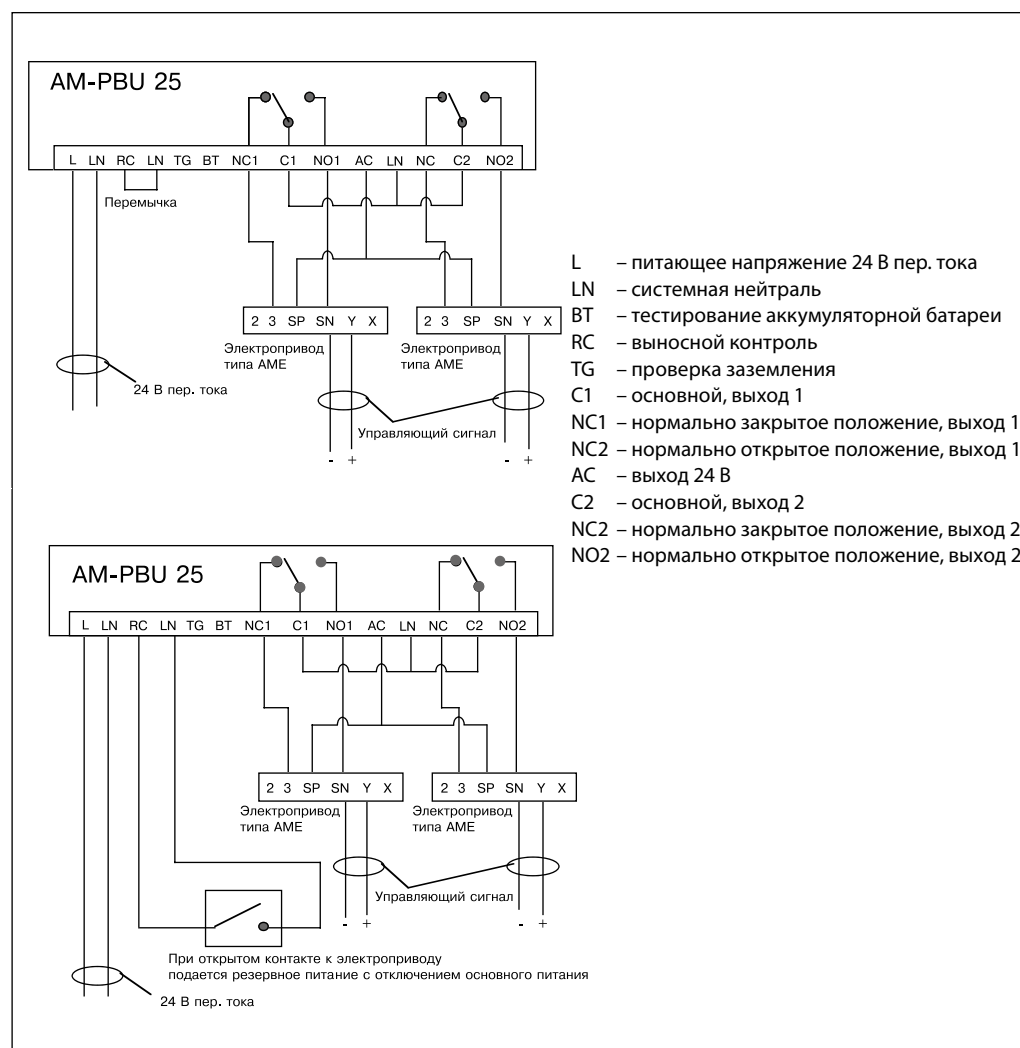 AM-PBU 25
L LN RC LN TG BT NC1 C1 NO1 AC LN NC C2 NO2
Перемычка
2 3 SP SN Y X
2 3 SP SN Y X
Электропривод
типа AME
Электропривод
типа AME
24 В пер. тока
Управляющий сигнал
- +
- +
L – питающее напряжение 24 В пер. тока
LN – системная нейтраль
BT – тестирование аккумуляторной батареи
RC – выносной контроль
TG – проверка заземления
C1 – основной, выход 1
NC1 – нормально закрытое положение, выход 1
NC2 – нормально открытое положение, выход 1
AC – выход 24 В
C2 – основной, выход 2
NC2 – нормально закрытое положение, выход 2
NO2 – нормально открытое положение, выход 2
AM-PBU 25
L LN RC LN TG BT NC1 C1 NO1 AC LN NC C2 NO2
2 3 SP SN Y X
2 3 SP SN Y X
Электропривод
типа AME
Электропривод
типа AME
Управляющий сигнал
- +
- +
При открытом контакте к электроприводу
подается резервное питание с отключением основного питания
24 В пер. тока